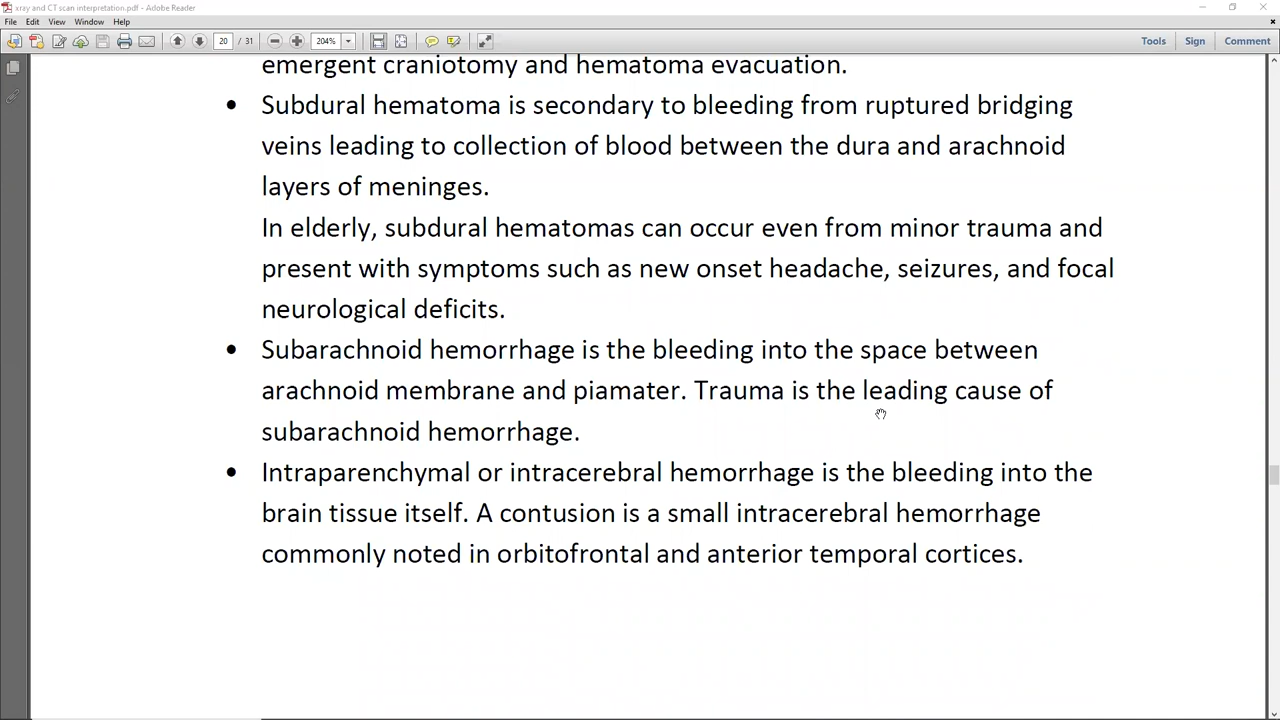 xray and CT scan interpretation.pdf - Adobe Reader
File Edit View Window Help
20 / 31 204% Tools Sign Comment
emergent craniotomy and hematoma evacuation.
• Subdural hematoma is secondary to bleeding from ruptured bridging
veins leading to collection of blood between the dura and arachnoid
layers of meninges.
In elderly, subdural hematomas can occur even from minor trauma and
present with symptoms such as new onset headache, seizures, and focal
neurological deficits.
• Subarachnoid hemorrhage is the bleeding into the space between
arachnoid membrane and piamater. Trauma is the leading cause of
subarachnoid hemorrhage.
• Intraparenchymal or intracerebral hemorrhage is the bleeding into the
brain tissue itself. A contusion is a small intracerebral hemorrhage
commonly noted in orbitofrontal and anterior temporal cortices.